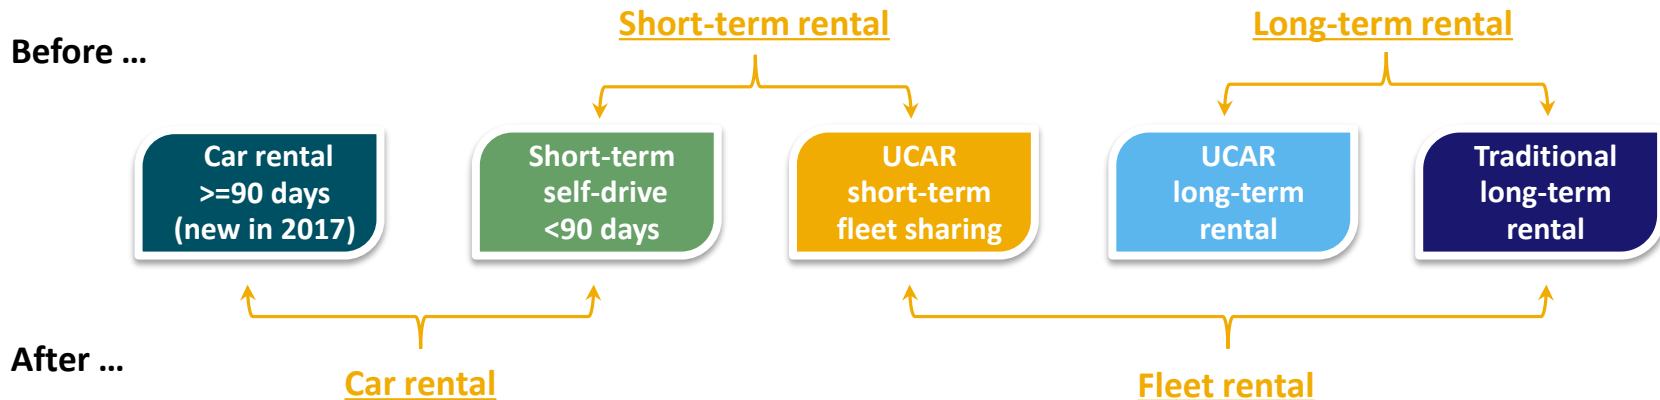 Short-term rental
Long-term rental
Before ...
Car rental
>=90 days
(new in 2017)
Short-term
self-drive
<90 days
UCAR
short-term
fleet sharing
UCAR
long-term
rental
Traditional
long-term
rental
After ...
Car rental
Fleet rental